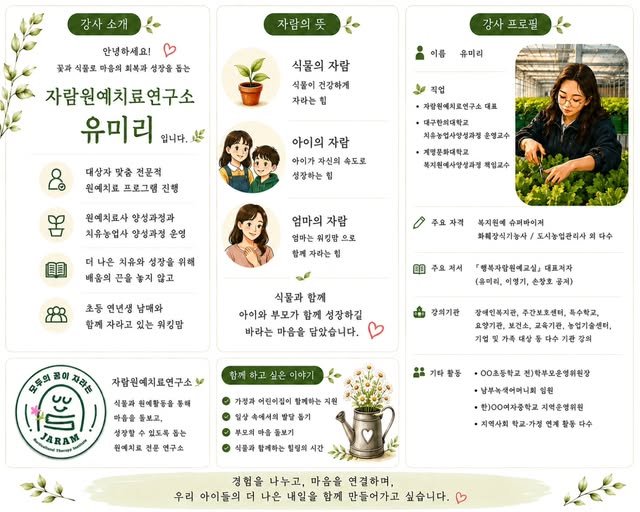 강사 소개
안녕하세요!
꽃과 식물로 마음의 회복과 성장을 돕는
자람원예치료연구소
유미리 입니다.
대상자 맞춤 전문적
원예치료 프로그램 진행
원예치료사 양성과정과
치유농업사 양성과정 운영
더 나은 치유와 성장을 위해
배움의 끈을 놓지 않고
초등 연년생 남매와
함께 자라고 있는 워킹맘
자람의 뜻
식물의 자람
식물이 건강하게
자라는 힘
아이의 자람
아이가 자신의 속도로
성장하는 힘
엄마의 자람
엄마는 워킹맘 으로
함께 자라는 힘
식물과 함께
아이와 부모가 함께 성장하길
바라는 마음을 담았습니다.
강사 프로필
이름 유미리
직업
• 자람원예치료연구소 대표
• 대구한의대학교
치유농업사양성과정 운영교수
• 계명문화대학교
복지원예사양성과정 책임교수
주요 자격 복지원예 슈퍼바이저
화훼장식기능사 / 도시농업관리사 외 다수
주요 저서 『행복자람원예교실』 대표저자
(유미리, 이영기, 손창호 공저)
강의기관 장애인복지관, 주간보호센터, 특수학교,
요양기관, 보건소, 교육기관, 농업기술센터,
기업 및 가족 대상 등 다수 기관 강의
기타 활동 • OO초등학교 전)학부모운영위원장
• 남부녹색어머니회 임원
• 한)OO여자중학교 지역운영위원
• 지역사회 학교·가정 연계 활동 다수
모두의 꿈이 자라는
JARAM
Horticultural Therapy Institute
자람원예치료연구소
식물과 원예활동을 통해
마음을 돌보고,
성장할 수 있도록 돕는
원예치료 전문 연구소
함께 하고 싶은 이야기
가정과 어린이집이 함께하는 지원
일상 속에서의 발달 돕기
부모의 마음 돌보기
식물과 함께하는 힐링의 시간
경험을 나누고, 마음을 연결하며,
우리 아이들의 더 나은 내일을 함께 만들어가고 싶습니다.